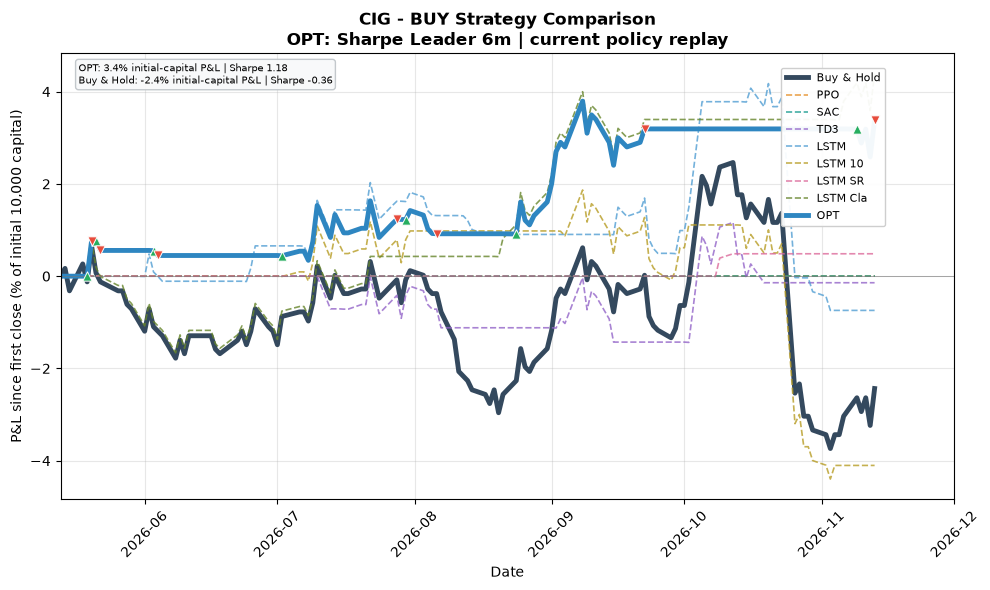 CIG - BUY Strategy Comparison
OPT: Sharpe Leader 6m | current policy replay
OPT: 3.4% initial-capital P&L | Sharpe 1.18
Buy & Hold: -2.4% initial-capital P&L | Sharpe -0.36
Buy & Hold
PPO
SAC
TD3
LSTM
LSTM 10
LSTM SR
LSTM Cla
OPT
P&L since first close (% of initial 10,000 capital)
4
2
0
−2
−4
2026-06
2026-07
2026-08
2026-09
2026-10
2026-11
2026-12
Date